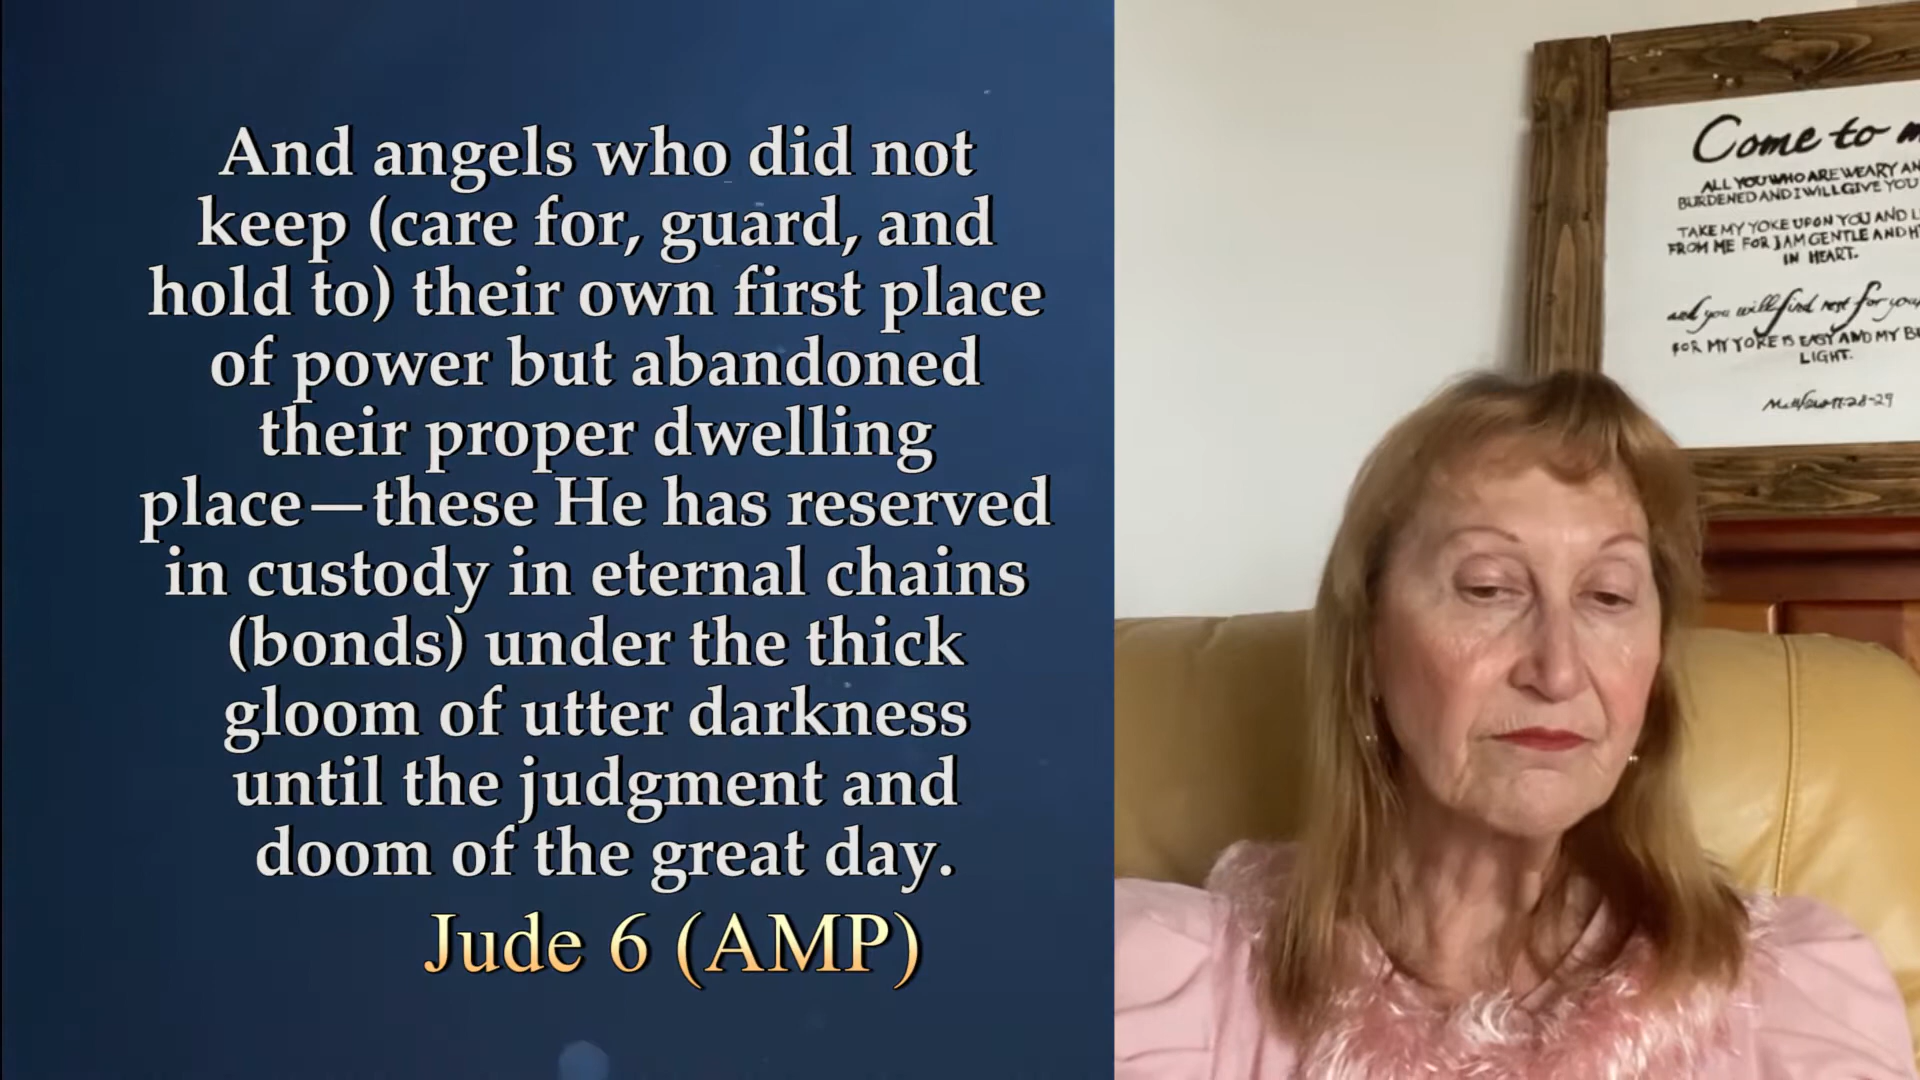 And angels who did not
keep (care for, guard, and
hold to) their own first place
of power but abandoned
their proper dwelling
place—these He has reserved
in custody in eternal chains
(bonds) under the thick
gloom of utter darkness
until the judgment and
doom of the great day.
Jude 6 (AMP)
Come to
ALL YOU WHO ARE WEARY
BURDENED AND I WILL GIVE YOU
TAKE MY YOKE UPON YOU AND
FROM ME FOR I AM GENTLE AND
IN HEART.
and you will find rest for
FOR MY YOKE IS EASY AND MY
LIGHT.
11:28-29